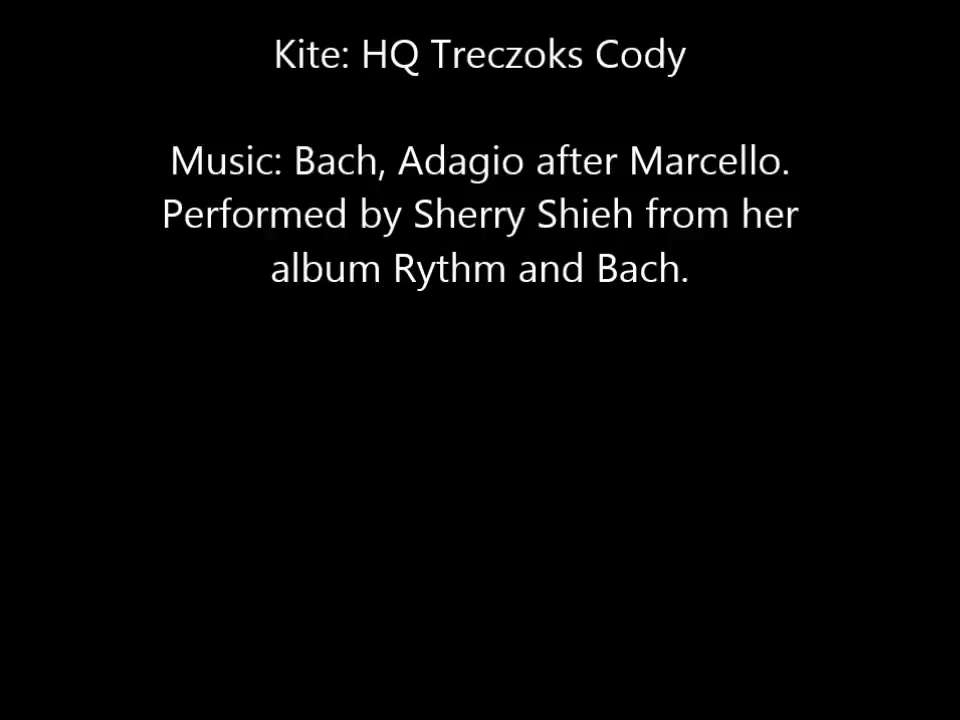 Kite: HQ Treczoks Cody
Music: Bach, Adagio after Marcello.
Performed by Sherry Shieh from her
album Rythm and Bach.